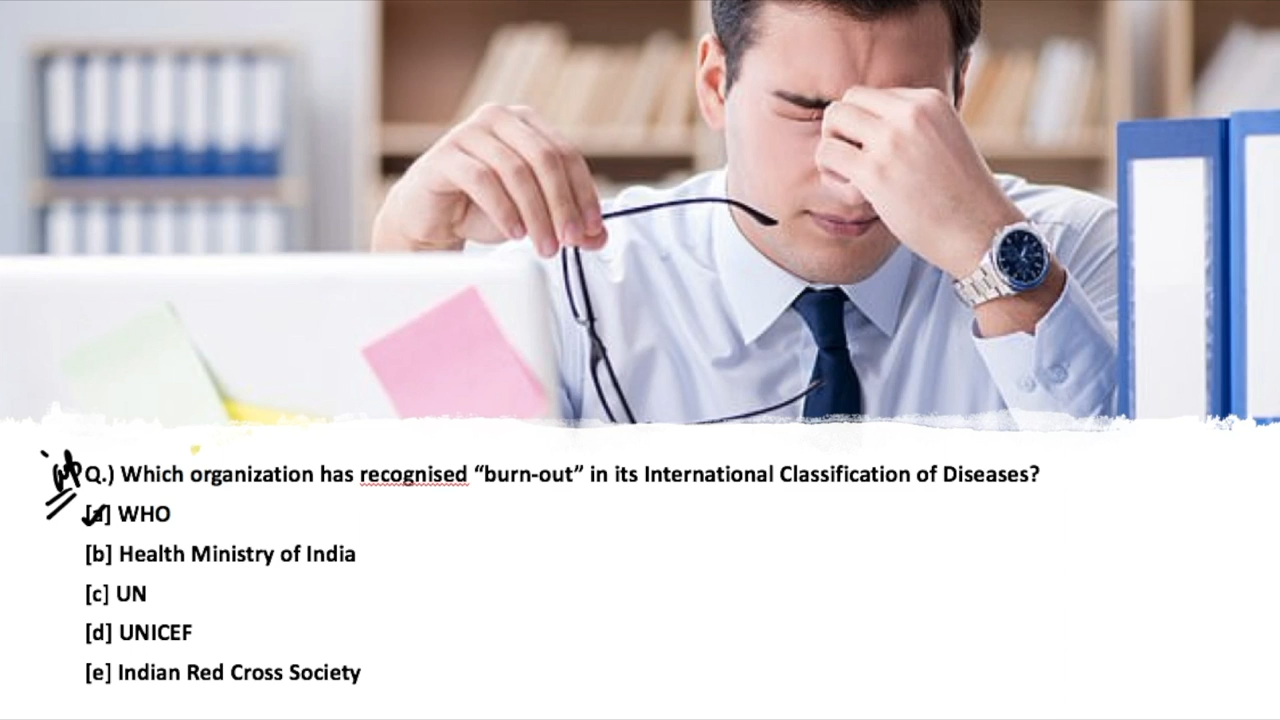 imp
Q.) Which organization has recognised “burn-out” in its International Classification of Diseases?
[a] WHO
[b] Health Ministry of India
[c] UN
[d] UNICEF
[e] Indian Red Cross Society